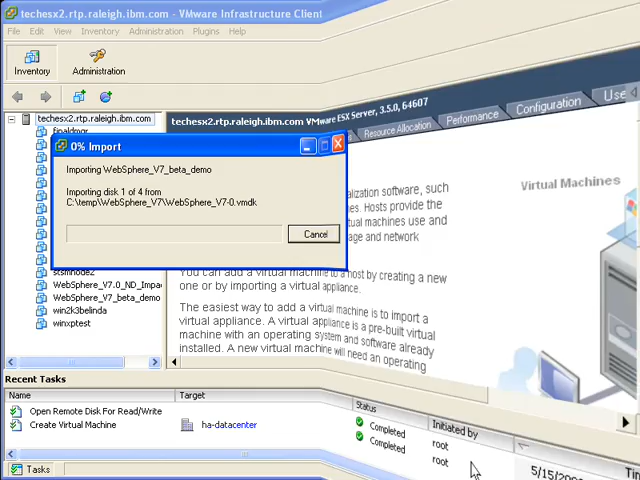 techesx2.rtp.raleigh.ibm.com - VMware Infrastructure Client
File Edit View Inventory Administration Plugins Help
Inventory Administration
techesx2.rtp.raleigh.ibm.com
techesx2.rtp.raleigh.ibm.com VMware ESX Server, 3.5.0, 64607
Resource Allocation Performance Configuration
0% Import
Importing WebSphere_V7_beta_demo
Importing disk 1 of 4 from
C:\temp\WebSphere_V7\WebSphere_V7-0.vmdk
Cancel
Virtual Machines
alization software, such
. Hosts provide the
irtual machines use and
age and network
You can add a virtual machine to a host by creating a new
one or by importing a virtual appliance.
The easiest way to add a virtual machine is to import a
virtual appliance. A virtual appliance is a pre-built virtual
machine with an operating system and software already
installed. A new virtual machine will need an operating
stsmnode2
WebSphere_V7.0_ND_Impac
WebSphere_V7_beta_demo
win2k3belinda
winxptest
Recent Tasks
Name Target Status Initiated by
Open Remote Disk For Read/Write Completed root
Create Virtual Machine ha-datacenter Completed root
5/15/200
Tasks